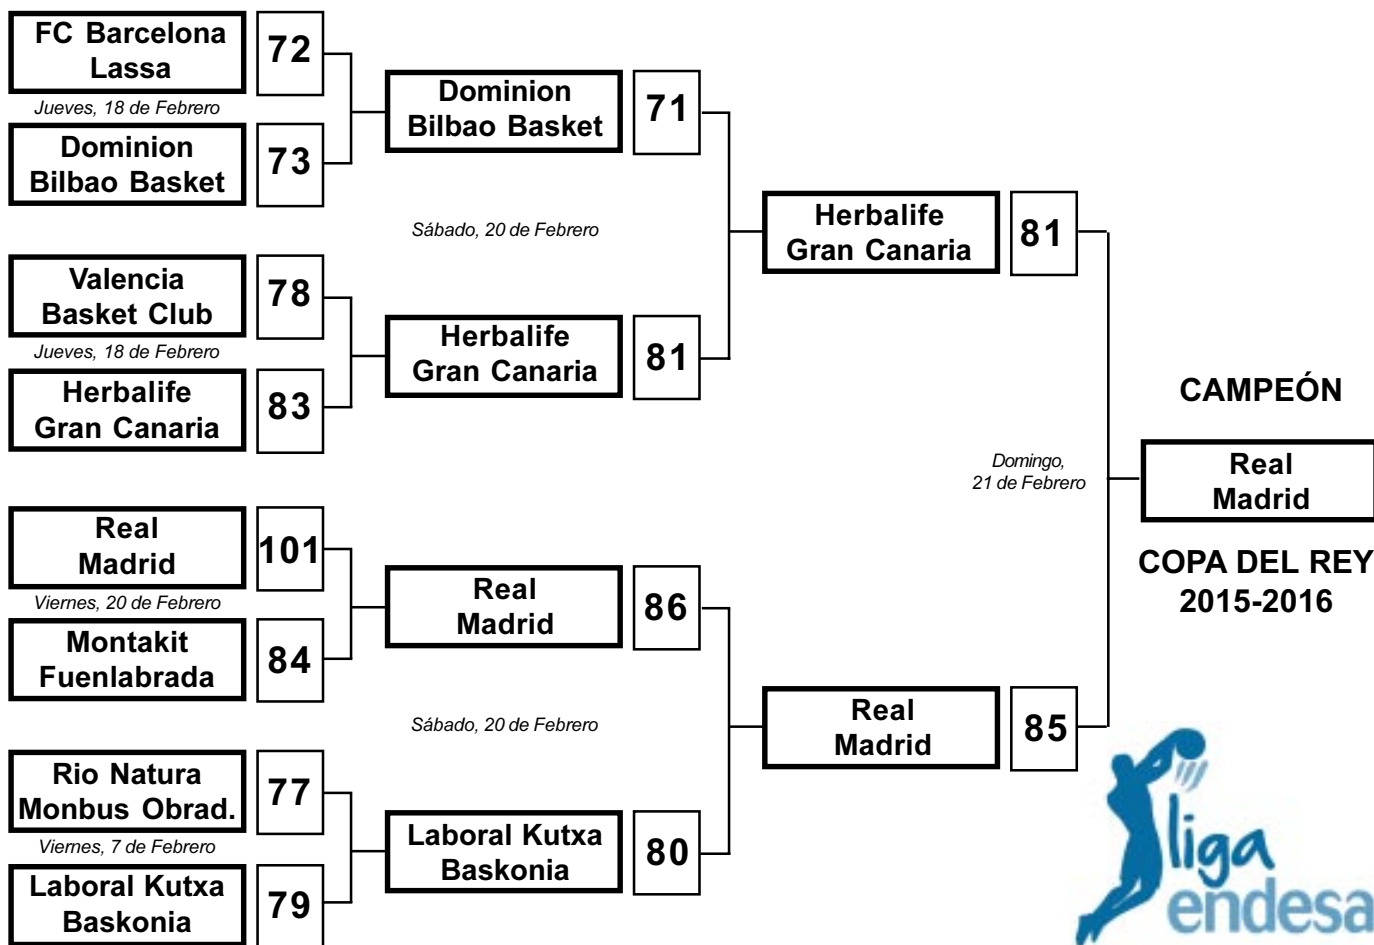 FC Barcelona
Lassa
72
Jueves, 18 de Febrero
Dominion
Bilbao Basket
73
Valencia
Basket Club
78
Jueves, 18 de Febrero
Herbalife
Gran Canaria
83
Real
Madrid
101
Viernes, 20 de Febrero
Montakit
Fuenlabrada
84
Rio Natura
Monbus Obrad.
77
Viernes, 7 de Febrero
Laboral Kutxa
Baskonia
79
Dominion
Bilbao Basket
71
Sábado, 20 de Febrero
Herbalife
Gran Canaria
81
Real
Madrid
86
Sábado, 20 de Febrero
Laboral Kutxa
Baskonia
80
Herbalife
Gran Canaria
81
Domingo,
21 de Febrero
Real
Madrid
85
CAMPEÓN
Real
Madrid
COPA DEL REY
2015-2016
liga
endesa